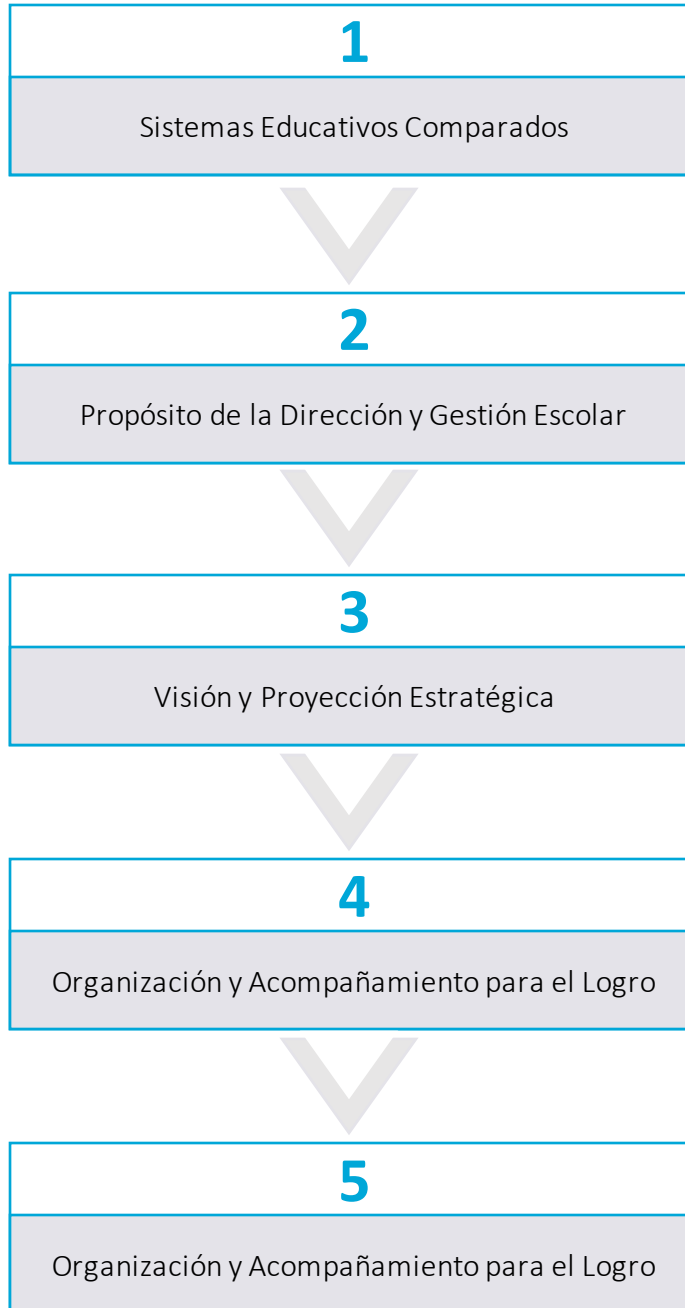 1
Sistemas Educativos Comparados
2
Propósito de la Dirección y Gestión Escolar
3
Visión y Proyección Estratégica
4
Organización y Acompañamiento para el Logro
5
Organización y Acompañamiento para el Logro